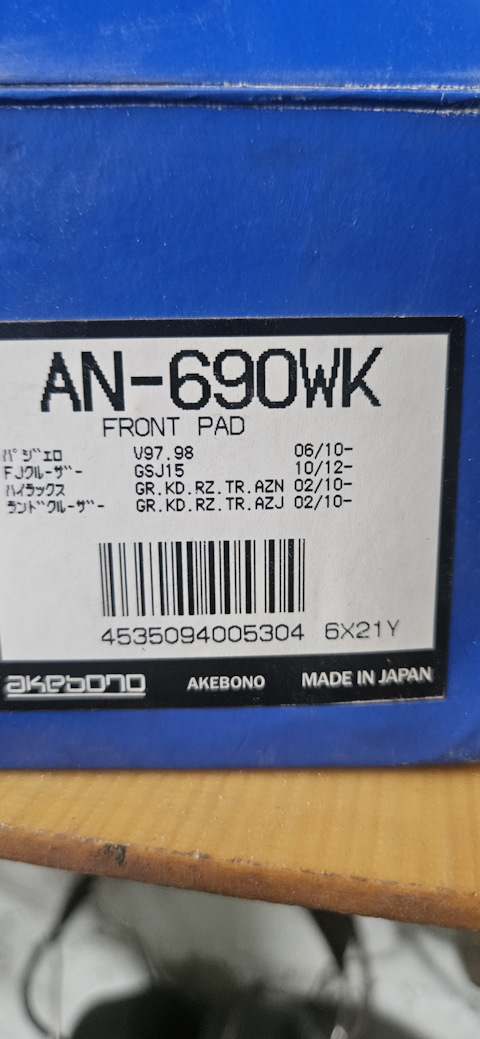 AN-690WK
FRONT PAD
パジェロ V97.98 06/10-
FJクルーザー GSJ15 10/12-
ハイラックス GR.KD.RZ.TR.AZN 02/10-
ランドクルーザー GR.KD.RZ.TR.AZJ 02/10-
4535094005304 6X21Y
akebono AKEBONO MADE IN JAPAN